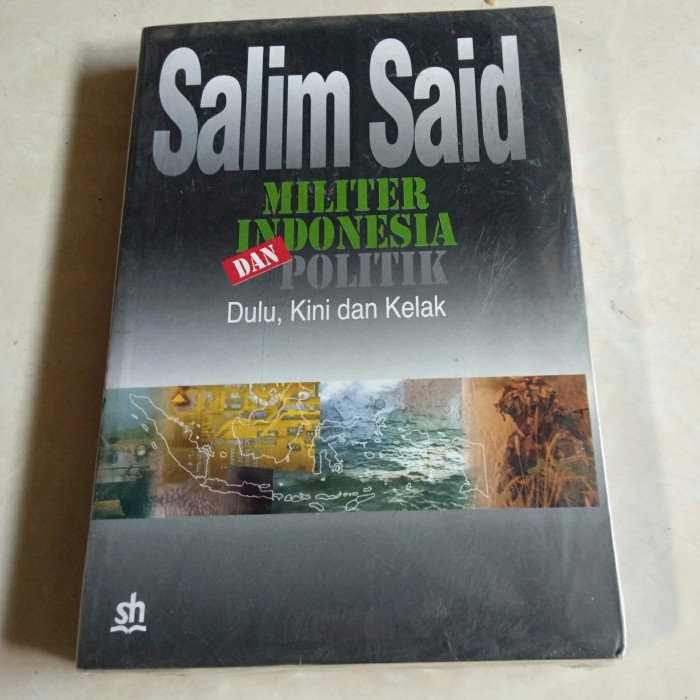 Salim Said
MILITER
INDONESIA
DAN
POLITIK
Dulu, Kini dan Kelak
sh